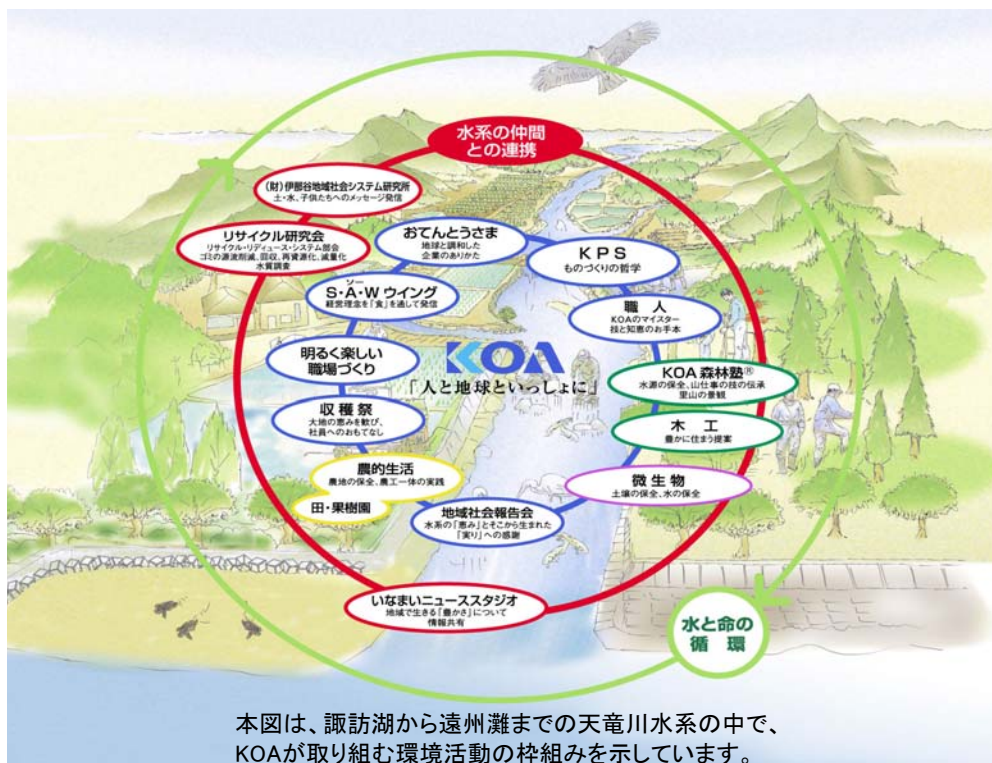 水系の仲間
との連携
(財)伊那谷地域社会システム研究所
土・水、子供たちへのメッセージ発信
リサイクル研究会
リサイクル・リデュース・システム部会
ゴミの源流削減、回収、再資源化、減量化
水質調査
おてんとうさま
地球と調和した
企業のありかた
KPS
ものづくりの哲学
ソー
S・A・Wウイング
経営理念を「食」を通して発信
職人
KOAのマイスター
技と知恵のお手本
明るく楽しい
職場づくり
KOA
「人と地球といっしょに」
KOA森林塾®
水源の保全、山仕事の技の伝承
里山の景観
収穫祭
大地の恵みを歓び、
社員へのおもてなし
木工
豊かに住まう提案
農的生活
農地の保全、農工一体の実践
田・果樹園
微生物
土壌の保全、水の保全
地域社会報告会
水系の「恵み」とそこから生まれた
「実り」への感謝
いなまいニューススタジオ
地域で生きる「豊かさ」について
情報共有
水と命の
循環
本図は、諏訪湖から遠州灘までの天竜川水系の中で、
KOAが取り組む環境活動の枠組みを示しています。